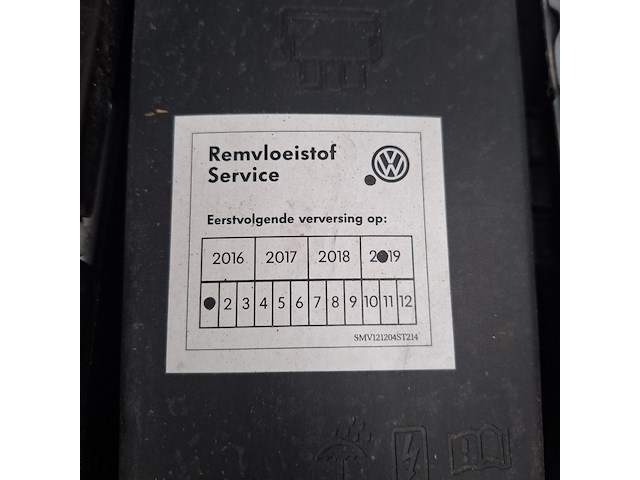 Remvloeistof
Service
Eerstvolgende verversing op:
2016 2017 2018 2019
2 3 4 5 6 7 8 9 10 11 12
SMV121204ST214